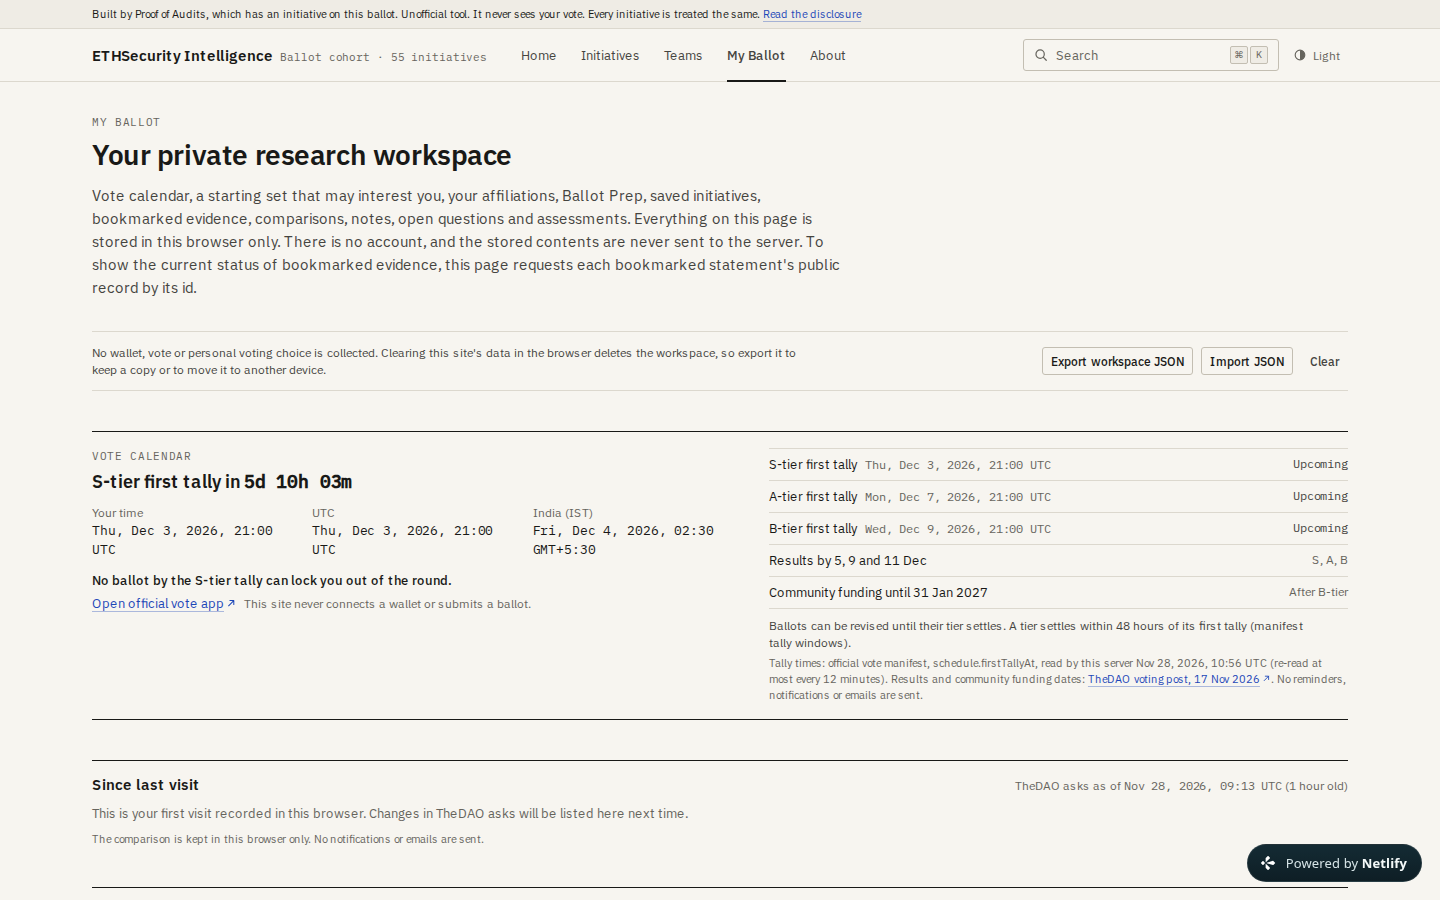 Built by Proof of Audits, which has an initiative on this ballot. Unofficial tool. It never sees your vote. Every initiative is treated the same. Read the disclosure
ETHSecurity Intelligence Ballot cohort · 55 initiatives
Home
Initiatives
Teams
My Ballot
About
Search
⌘ K
Light
MY BALLOT
Your private research workspace
Vote calendar, a starting set that may interest you, your affiliations, Ballot Prep, saved initiatives,
bookmarked evidence, comparisons, notes, open questions and assessments. Everything on this page is
stored in this browser only. There is no account, and the stored contents are never sent to the server. To
show the current status of bookmarked evidence, this page requests each bookmarked statement's public
record by its id.
No wallet, vote or personal voting choice is collected. Clearing this site's data in the browser deletes the workspace, so export it to
keep a copy or to move it to another device.
Export workspace JSON
Import JSON
Clear
VOTE CALENDAR
S-tier first tally in 5d 10h 03m
Your time
Thu, Dec 3, 2026, 21:00
UTC
UTC
Thu, Dec 3, 2026, 21:00
UTC
India (IST)
Fri, Dec 4, 2026, 02:30
GMT+5:30
No ballot by the S-tier tally can lock you out of the round.
Open official vote app ↗ This site never connects a wallet or submits a ballot.
S-tier first tally Thu, Dec 3, 2026, 21:00 UTC Upcoming
A-tier first tally Mon, Dec 7, 2026, 21:00 UTC Upcoming
B-tier first tally Wed, Dec 9, 2026, 21:00 UTC Upcoming
Results by 5, 9 and 11 Dec S, A, B
Community funding until 31 Jan 2027 After B-tier
Ballots can be revised until their tier settles. A tier settles within 48 hours of its first tally (manifest
tally windows).
Tally times: official vote manifest, schedule.firstTallyAt, read by this server Nov 28, 2026, 10:56 UTC (re-read at
most every 12 minutes). Results and community funding dates: TheDAO voting post, 17 Nov 2026 ↗. No reminders,
notifications or emails are sent.
Since last visit
TheDAO asks as of Nov 28, 2026, 09:13 UTC (1 hour old)
This is your first visit recorded in this browser. Changes in TheDAO asks will be listed here next time.
The comparison is kept in this browser only. No notifications or emails are sent.
Powered by Netlify